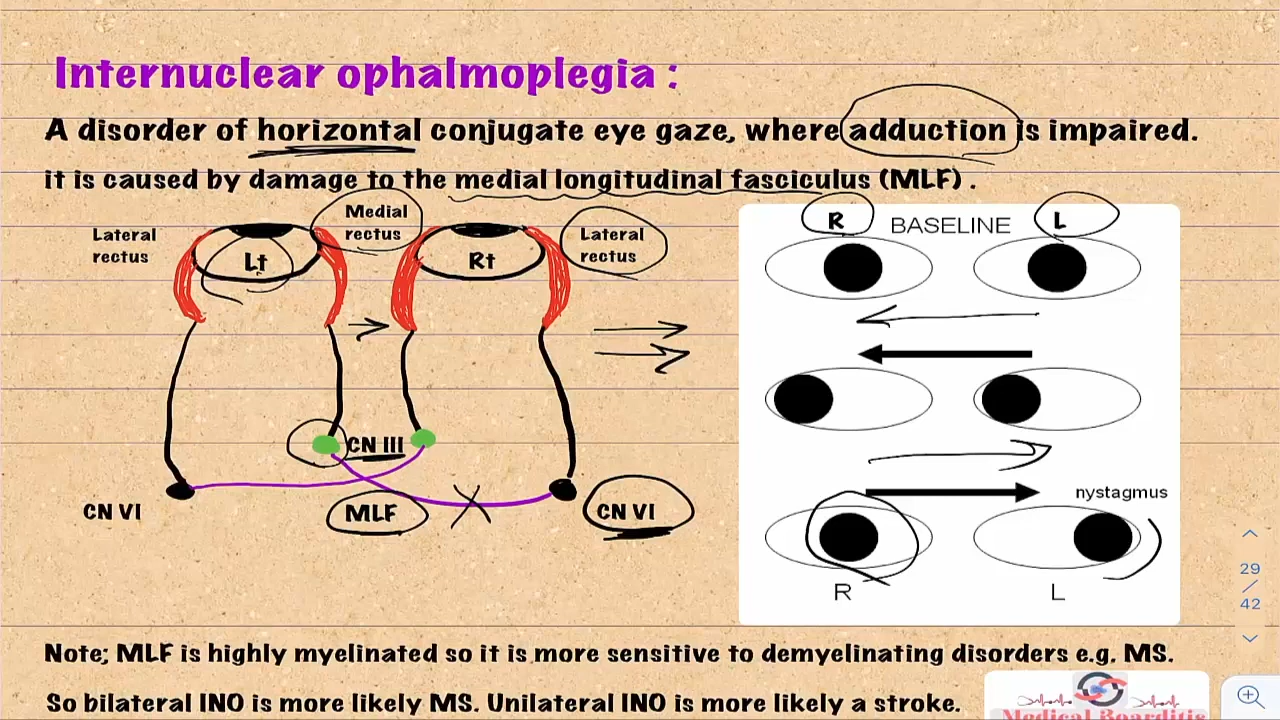 Internuclear ophalmoplegia :
A disorder of horizontal conjugate eye gaze, where adduction is impaired.
it is caused by damage to the medial longitudinal fasciculus (MLF) .
Lateral
rectus
Medial
rectus
Lateral
rectus
Lt
Rt
CN III
CN VI
MLF
CN VI
R
BASELINE
L
nystagmus
R
L
29
/
42
Note; MLF is highly myelinated so it is more sensitive to demyelinating disorders e.g. MS.
So bilateral INO is more likely MS. Unilateral INO is more likely a stroke.
Medical Boarditis